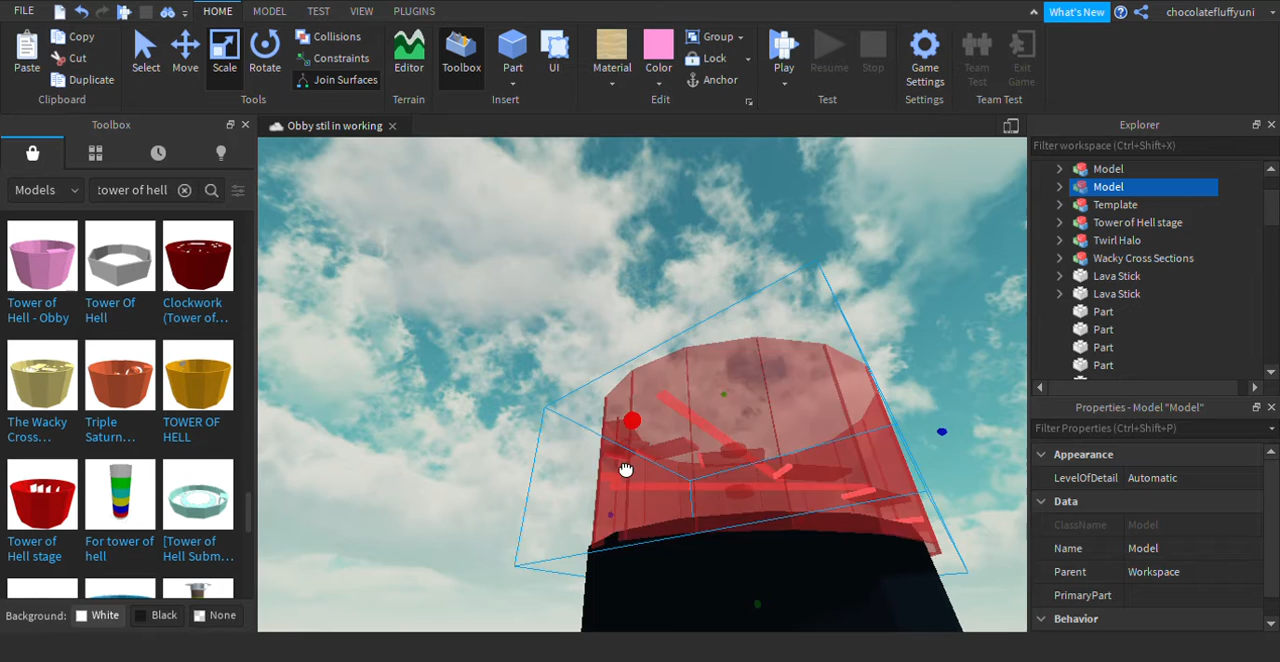 FILE HOME MODEL TEST VIEW PLUGINS What's New chocolatefluffyuni
Paste Copy Cut Duplicate Select Move Scale Rotate Collisions Constraints Join Surfaces Editor Toolbox Part UI Material Color Group Lock Anchor Play Resume Stop Game Settings Team Test Exit Game
Clipboard Tools Terrain Insert Edit Test Settings Team Test
Toolbox
Models tower of hell
Tower of Hell - Obby
Tower Of Hell
Clockwork (Tower of...
The Wacky Cross...
Triple Saturn...
TOWER OF HELL
Tower of Hell stage
For tower of hell
[Tower of Hell Subm...
Background: White Black None
Obby stil in working
Explorer
Filter workspace (Ctrl+Shift+X)
Model
Model
Template
Tower of Hell stage
Twirl Halo
Wacky Cross Sections
Lava Stick
Lava Stick
Part
Part
Part
Part
Properties - Model "Model"
Filter Properties (Ctrl+Shift+P)
Appearance
LevelOfDetail Automatic
Data
ClassName Model
Name Model
Parent Workspace
PrimaryPart
Behavior